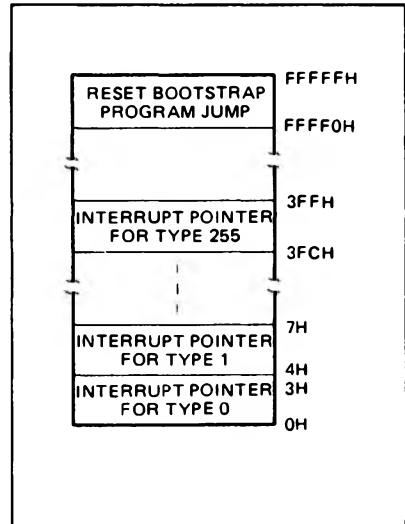 RESET BOOTSTRAP
PROGRAM JUMP
FFFFFH
FFFF0H
INTERRUPT POINTER
FOR TYPE 255
3FFH
3FCH
INTERRUPT POINTER
FOR TYPE 1
7H
4H
INTERRUPT POINTER
FOR TYPE 0
3H
0H